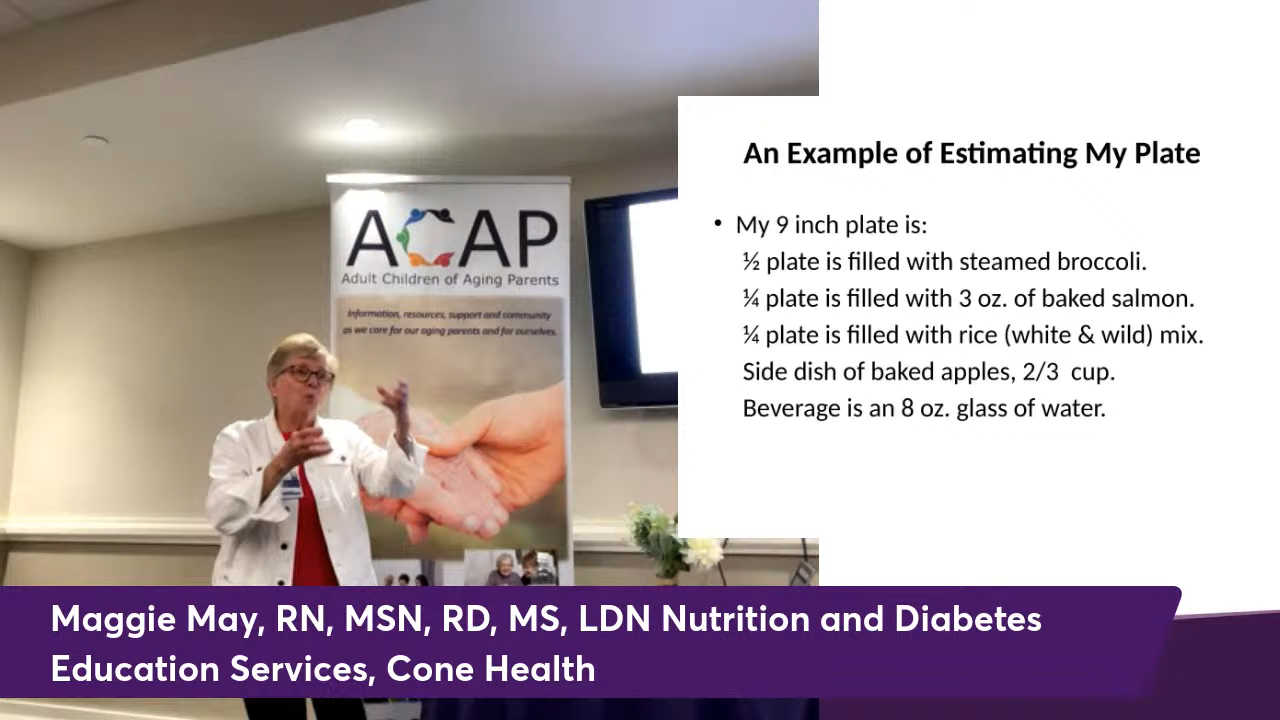 ACAP
Adult Children of Aging Parents
Information, resources, support and community
as we care for our aging parents and for ourselves.
An Example of Estimating My Plate
• My 9 inch plate is:
½ plate is filled with steamed broccoli.
¼ plate is filled with 3 oz. of baked salmon.
¼ plate is filled with rice (white & wild) mix.
Side dish of baked apples, 2/3 cup.
Beverage is an 8 oz. glass of water.
Maggie May, RN, MSN, RD, MS, LDN Nutrition and Diabetes
Education Services, Cone Health